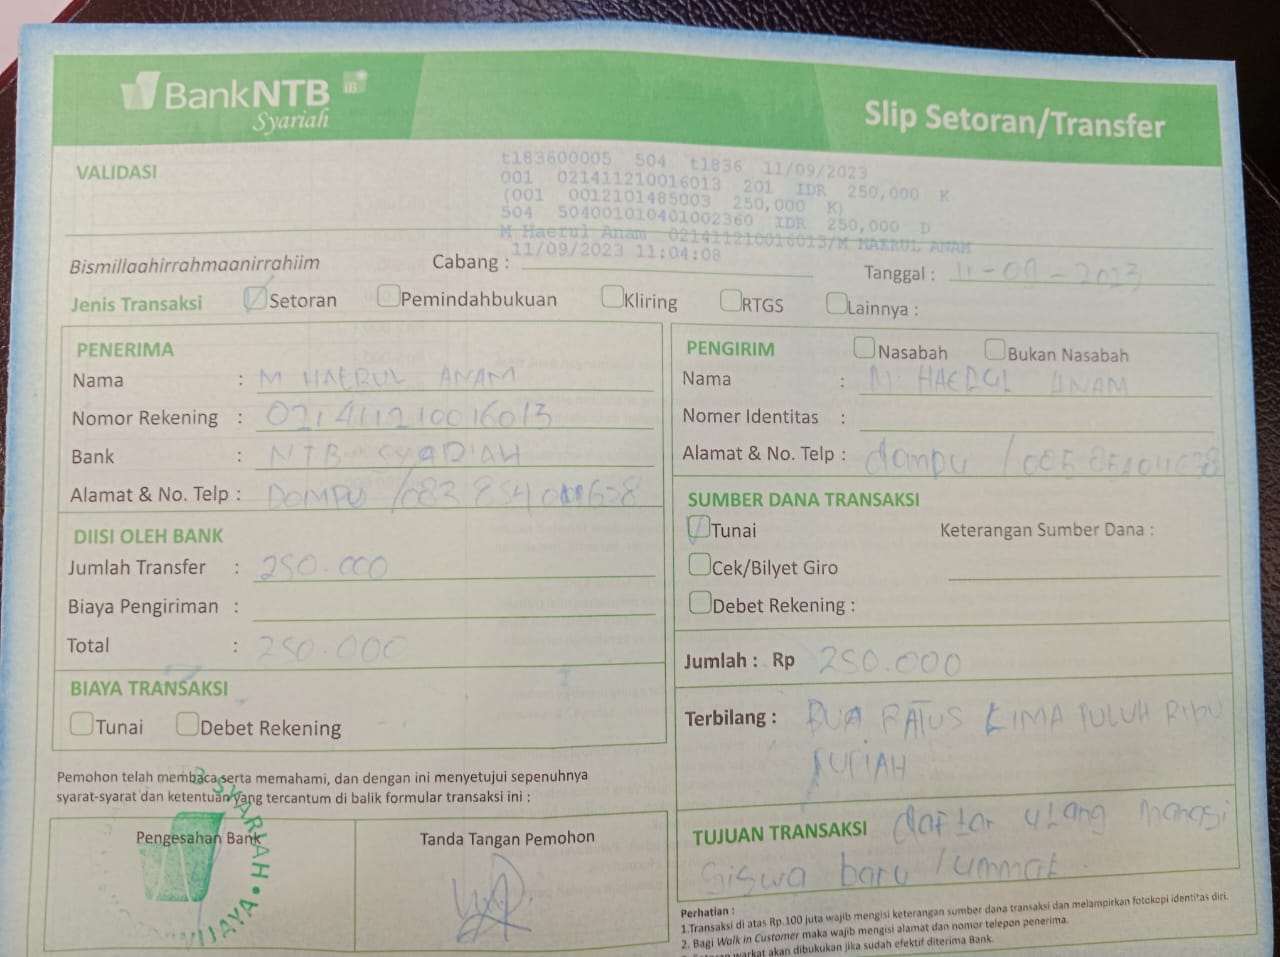 BankNTB
Syariah
Slip Setoran/Transfer
VALIDASI
t183600005 504 t1836 11/09/2023
001 021411210016013 201 IDR 250,000 K
(001 0012101485003 250,000 K)
504 504001010401002360 IDR 250,000 D
M Haerul Anam 021411210016013/M HAERUL ANAM
11/09/2023 11:04:08
Bismillaahirrahmaanirrahiim
Cabang :
Tanggal : 11-09-2023
Jenis Transaksi Setoran Pemindahbukuan Kliring RTGS Lainnya :
PENERIMA
Nama : M HAERUL ANAM
Nomor Rekening : 021411210016013
Bank : NTB SYARIAH
Alamat & No. Telp : DOMPU
DIISI OLEH BANK
Jumlah Transfer : 250.000
Biaya Pengiriman :
Total : 250.000
BIAYA TRANSAKSI
Tunai Debet Rekening
Pemohon telah membaca serta memahami, dan dengan ini menyetujui sepenuhnya
syarat-syarat dan ketentuan yang tercantum di balik formular transaksi ini :
Pengesahan Bank
Tanda Tangan Pemohon
PENGIRIM Nasabah Bukan Nasabah
Nama : M. HAERUL ANAM
Nomer Identitas :
Alamat & No. Telp : dompu
SUMBER DANA TRANSAKSI
Tunai Keterangan Sumber Dana :
Cek/Bilyet Giro
Debet Rekening :
Jumlah : Rp 250.000
Terbilang : DUA RATUS LIMA PULUH RIBU
RUPIAH
TUJUAN TRANSAKSI daftar ulang mahasi
siswa baru / ummat.
Perhatian :
1.Transaksi di atas Rp.100 juta wajib mengisi keterangan sumber dana transaksi dan melampirkan fotokopi identitas diri.
2. Bagi Walk in Customer maka wajib mengisi alamat dan nomor telepon penerima.
warkat akan dibukukan jika sudah efektif diterima Bank.